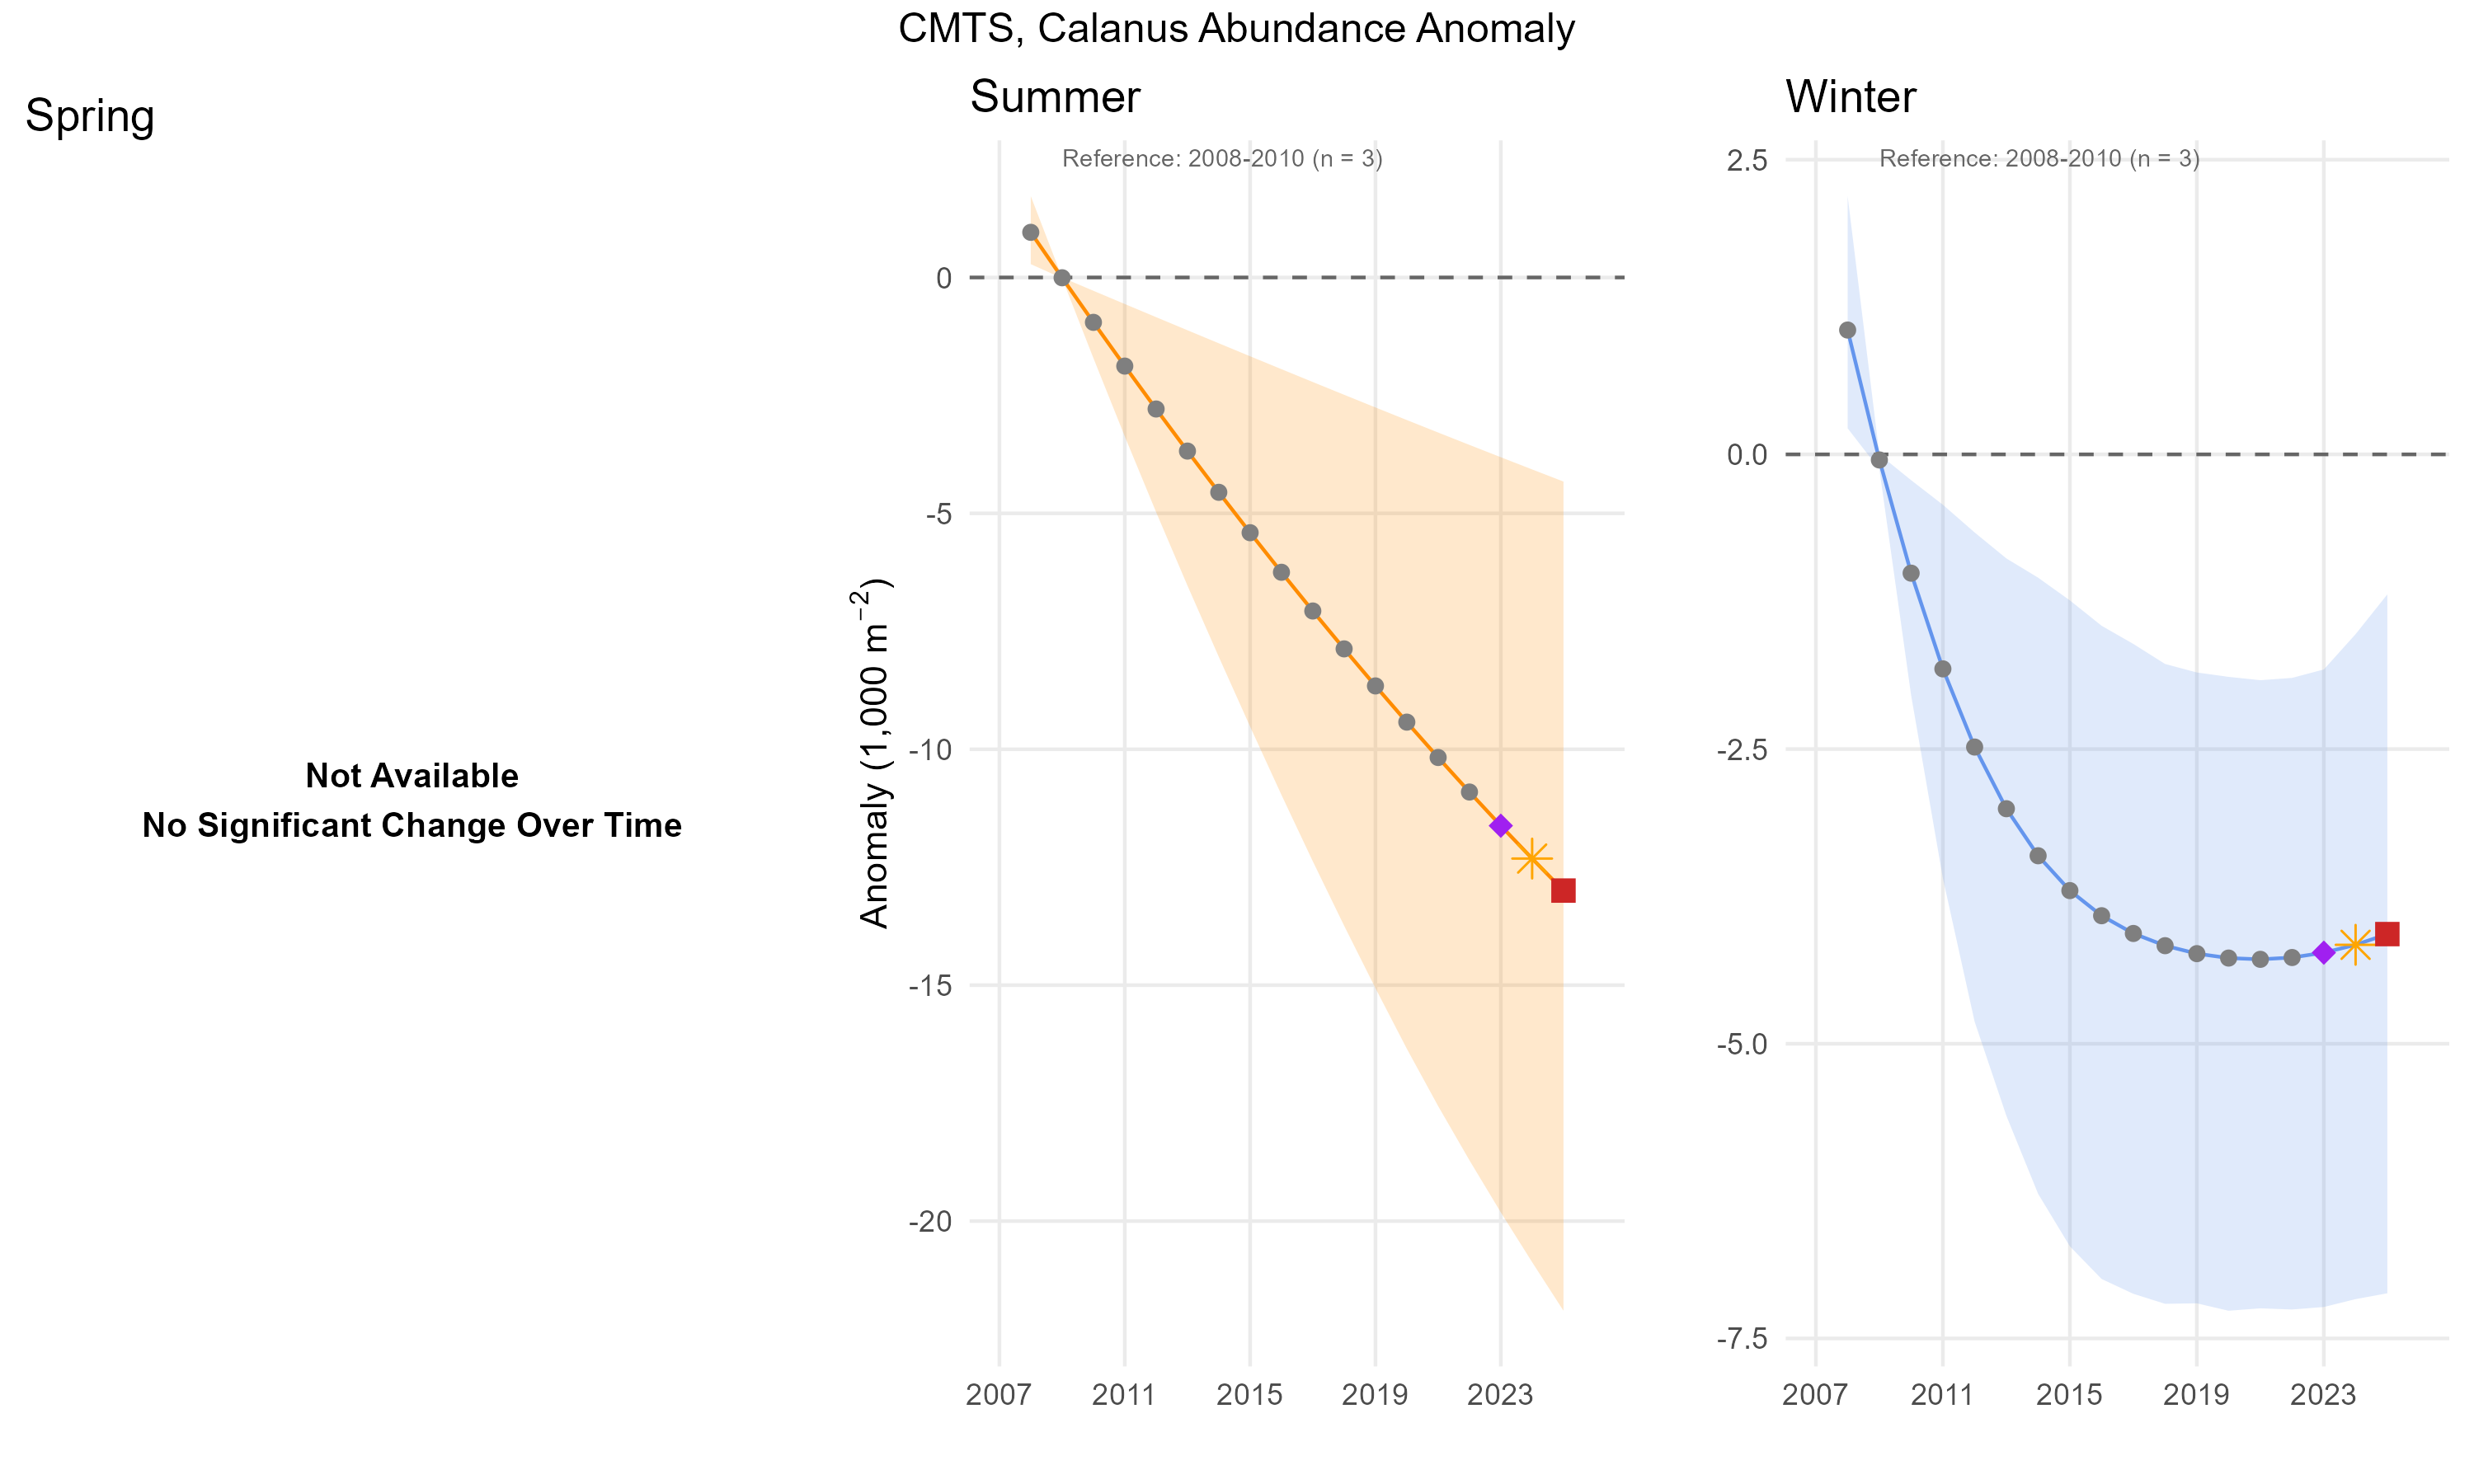 CMTS, Calanus Abundance Anomaly
Spring
Not Available
No Significant Change Over Time
Summer
Reference: 2008-2010 (n = 3)
Anomaly (1,000 m⁻²)
0
-5
-10
-15
-20
2007 2011 2015 2019 2023
Winter
Reference: 2008-2010 (n = 3)
2.5
0.0
-2.5
-5.0
-7.5
2007 2011 2015 2019 2023